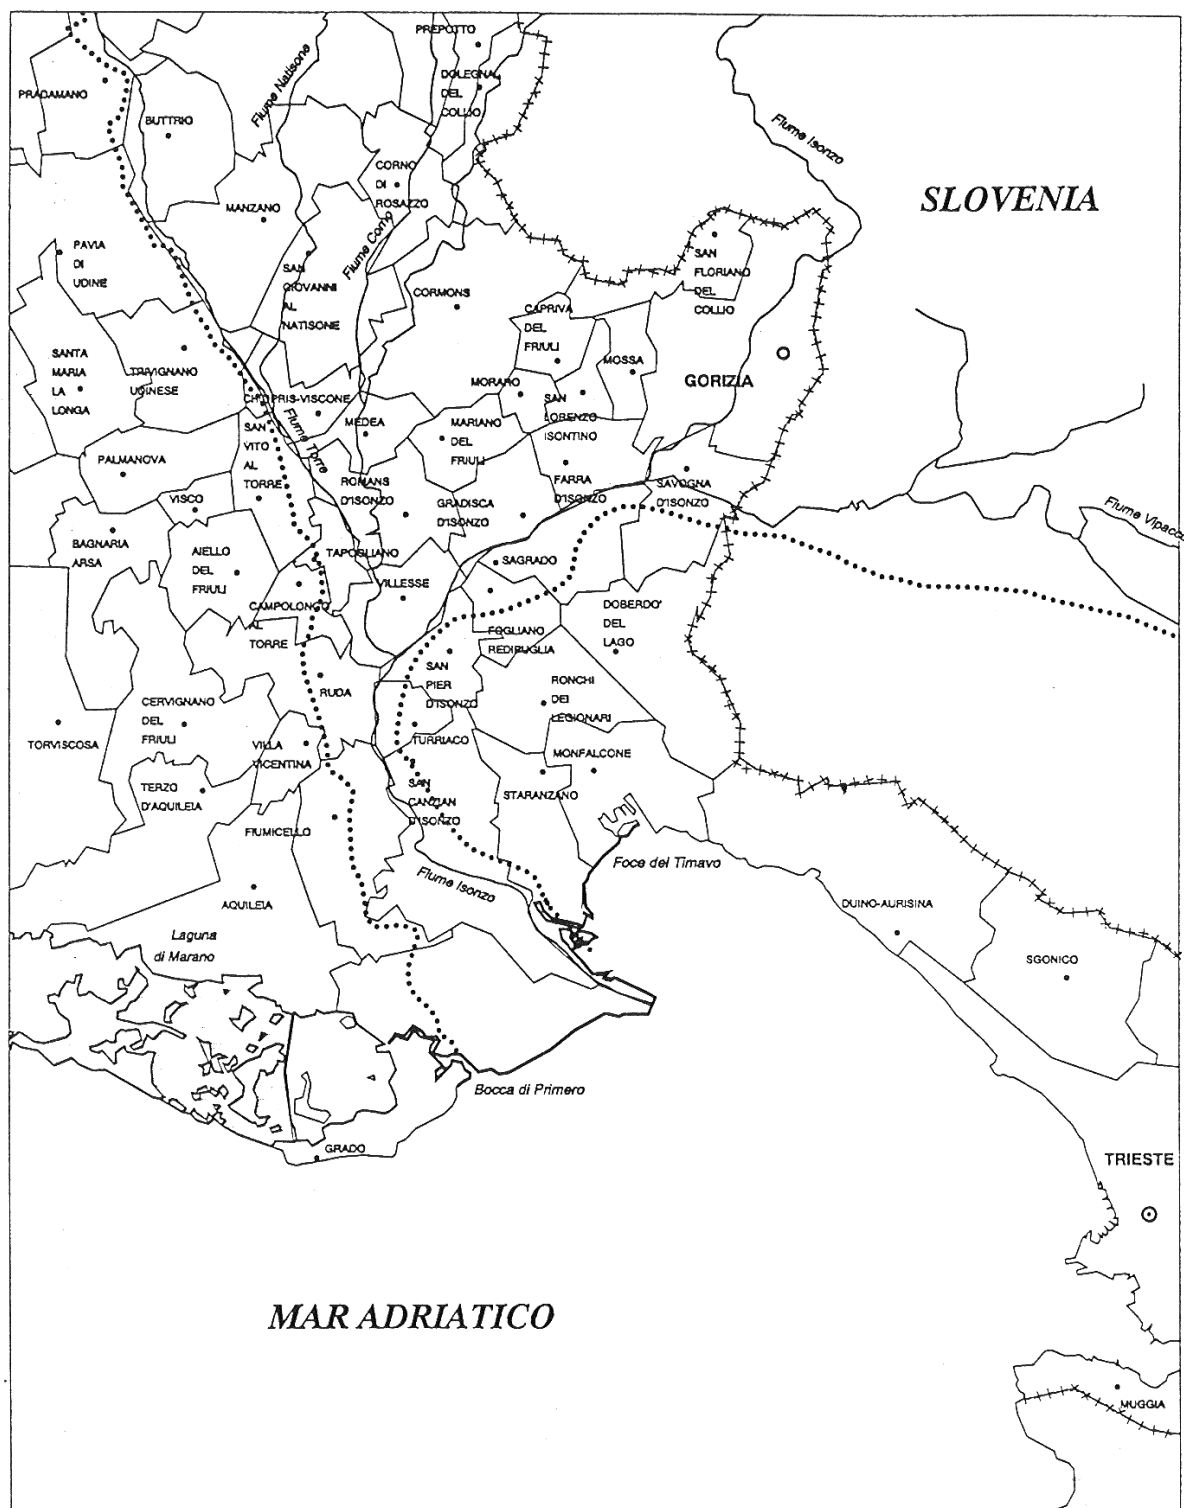 PREPOTTO
DOLEGNA
DEL
COLLIO
PRADAMANO
BUTTRIO
Fiume Natisone
Fiume Isonzo
CORNO
DI
ROSAZZO
SLOVENIA
MANZANO
Fiume Corno
PAVIA
DI
UDINE
SAN
GIOVANNI
AL
NATISONE
CORMONS
SAN
FLORIANO
DEL
COLLIO
CAPRIVA
DEL
FRIULI
SANTA
MARIA
LA
LONGA
TRIVIGNANO
UDINESE
MOSSA
GORIZIA
MORARO
CHIOPRIS-VISCONE
SAN
LORENZO
ISONTINO
MEDEA
MARIANO
DEL
FRIULI
Fiume Torre
SAN
VITO
AL
TORRE
PALMANOVA
VISCO
ROMANS
D'ISONZO
GRADISCA
D'ISONZO
FARRA
D'ISONZO
SAVOGNA
D'ISONZO
Fiume Vipacco
BAGNARIA
ARSA
AIELLO
DEL
FRIULI
TAPOGLIANO
VILLESSE
SAGRADO
CAMPOLONGO
AL
TORRE
DOBERDO'
DEL
LAGO
FOGLIANO
REDIPUGLIA
SAN
PIER
D'ISONZO
RUDA
RONCHI
DEI
LEGIONARI
CERVIGNANO
DEL
FRIULI
TORVISCOSA
VILLA
VICENTINA
TURRIACO
MONFALCONE
TERZO
D'AQUILEIA
SAN
CANZIAN
D'ISONZO
STARANZANO
FIUMICELLO
Foce del Timavo
Fiume Isonzo
AQUILEIA
DUINO-AURISINA
Laguna
di Marano
SGONICO
Bocca di Primero
GRADO
TRIESTE
MAR ADRIATICO
MUGGIA